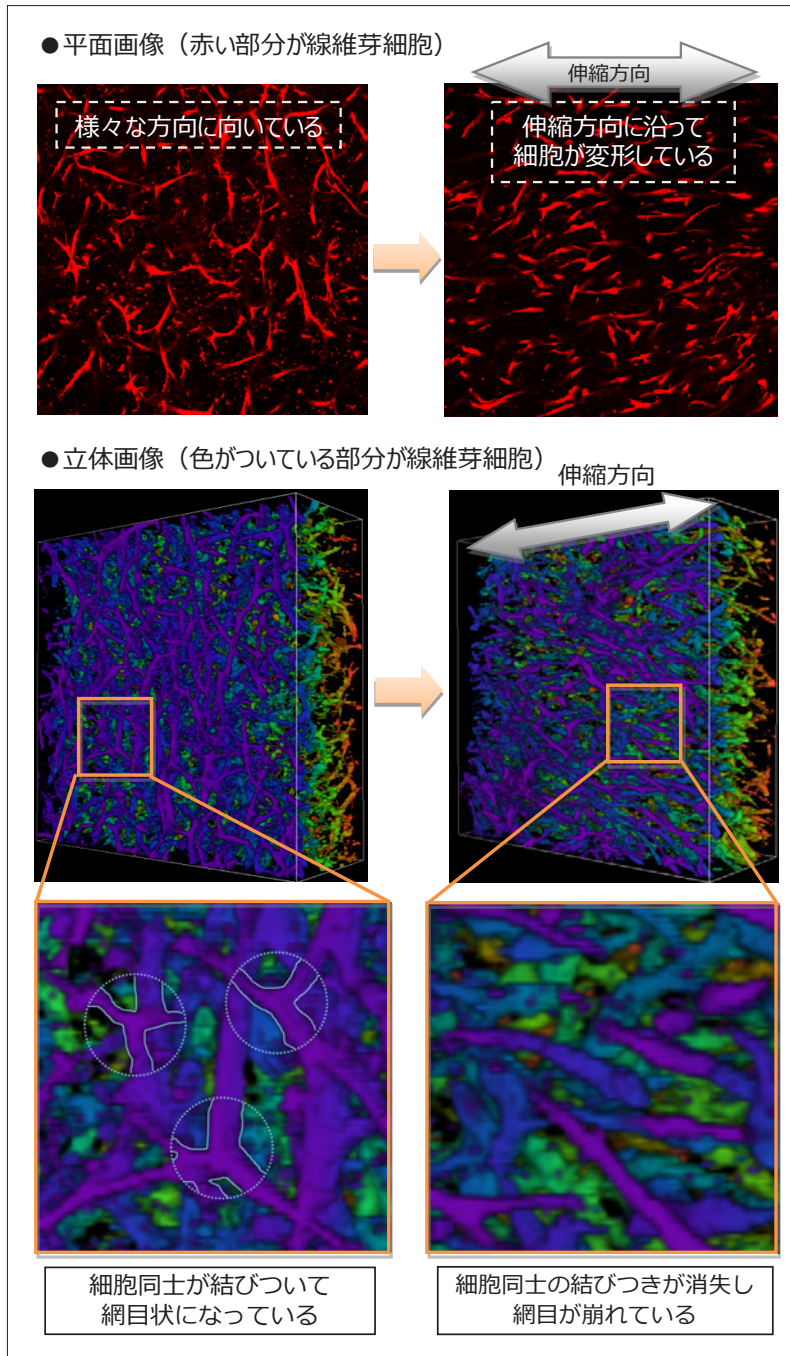 ●平面画像（赤い部分が線維芽細胞）
伸縮方向
様々な方向に向いている
伸縮方向に沿って
細胞が変形している
●立体画像（色がついている部分が線維芽細胞）
伸縮方向
細胞同士が結びついて
網目状になっている
細胞同士の結びつきが消失し
網目が崩れている